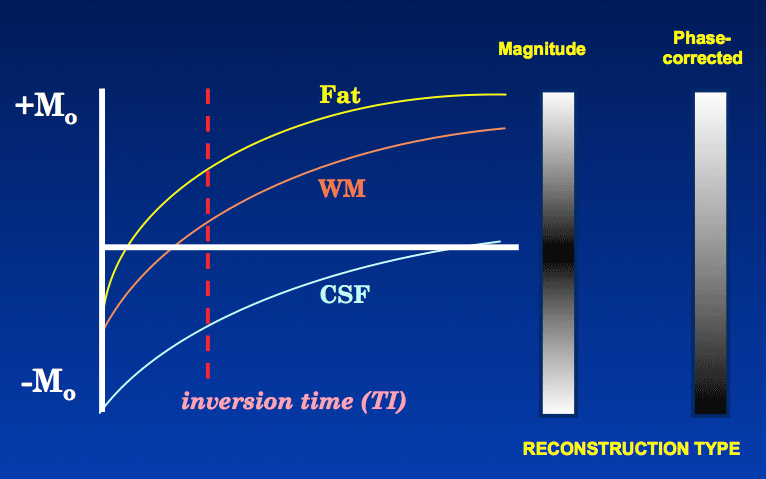 Magnitude
Phase-
corrected
+Mo
Fat
WM
CSF
-Mo
inversion time (TI)
RECONSTRUCTION TYPE